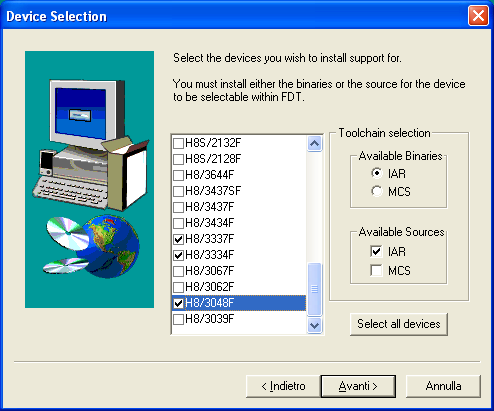 Device Selection
Select the devices you wish to install support for.
You must install either the binaries or the source for the device
to be selectable within FDT.
H8S/2132F
H8S/2128F
H8/3644F
H8/3437SF
H8/3437F
H8/3434F
H8/3337F
H8/3334F
H8/3067F
H8/3062F
H8/3048F
H8/3039F
Toolchain selection
Available Binaries
IAR
MCS
Available Sources
IAR
MCS
Select all devices
< Indietro
Avanti >
Annulla